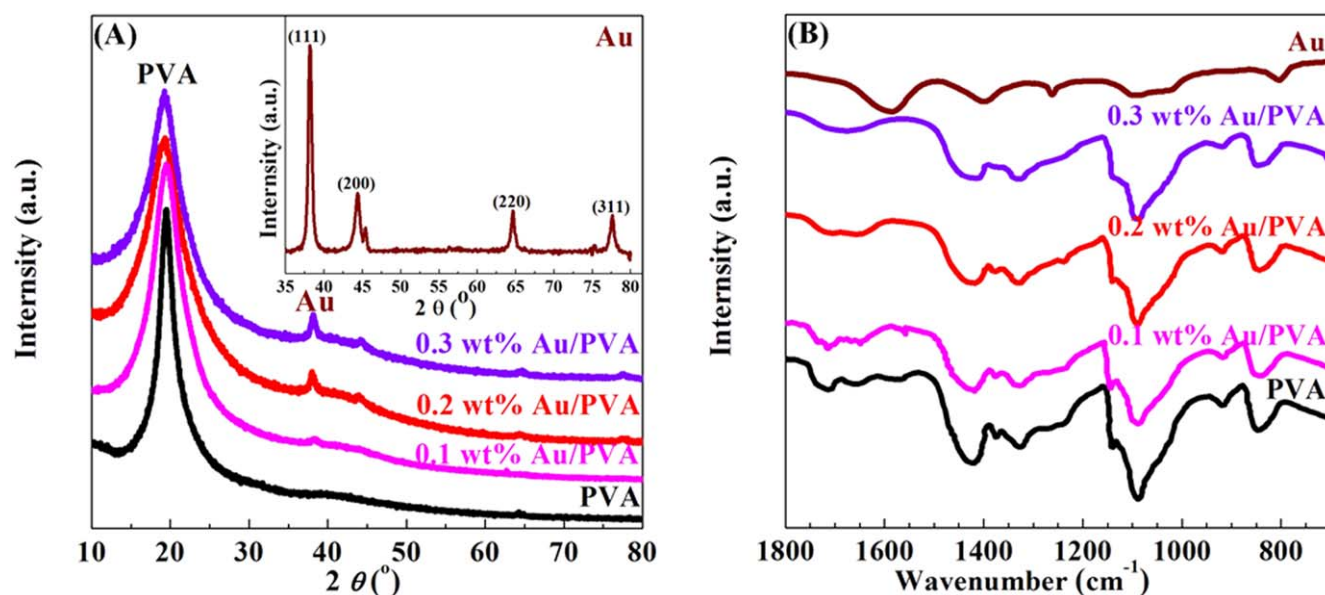 (A)
PVA
Au
(111)
(200)
(220)
(311)
Internsity (a.u.)
35 40 45 50 55 60 65 70 75 80
2 θ (°)
Au
0.3 wt% Au/PVA
0.2 wt% Au/PVA
0.1 wt% Au/PVA
PVA
Internsity (a.u.)
10 20 30 40 50 60 70 80
2 θ (°)
(B)
Au
0.3 wt% Au/PVA
0.2 wt% Au/PVA
0.1 wt% Au/PVA
PVA
Internsity (a.u.)
1800 1600 1400 1200 1000 800
Wavenumber (cm⁻¹)